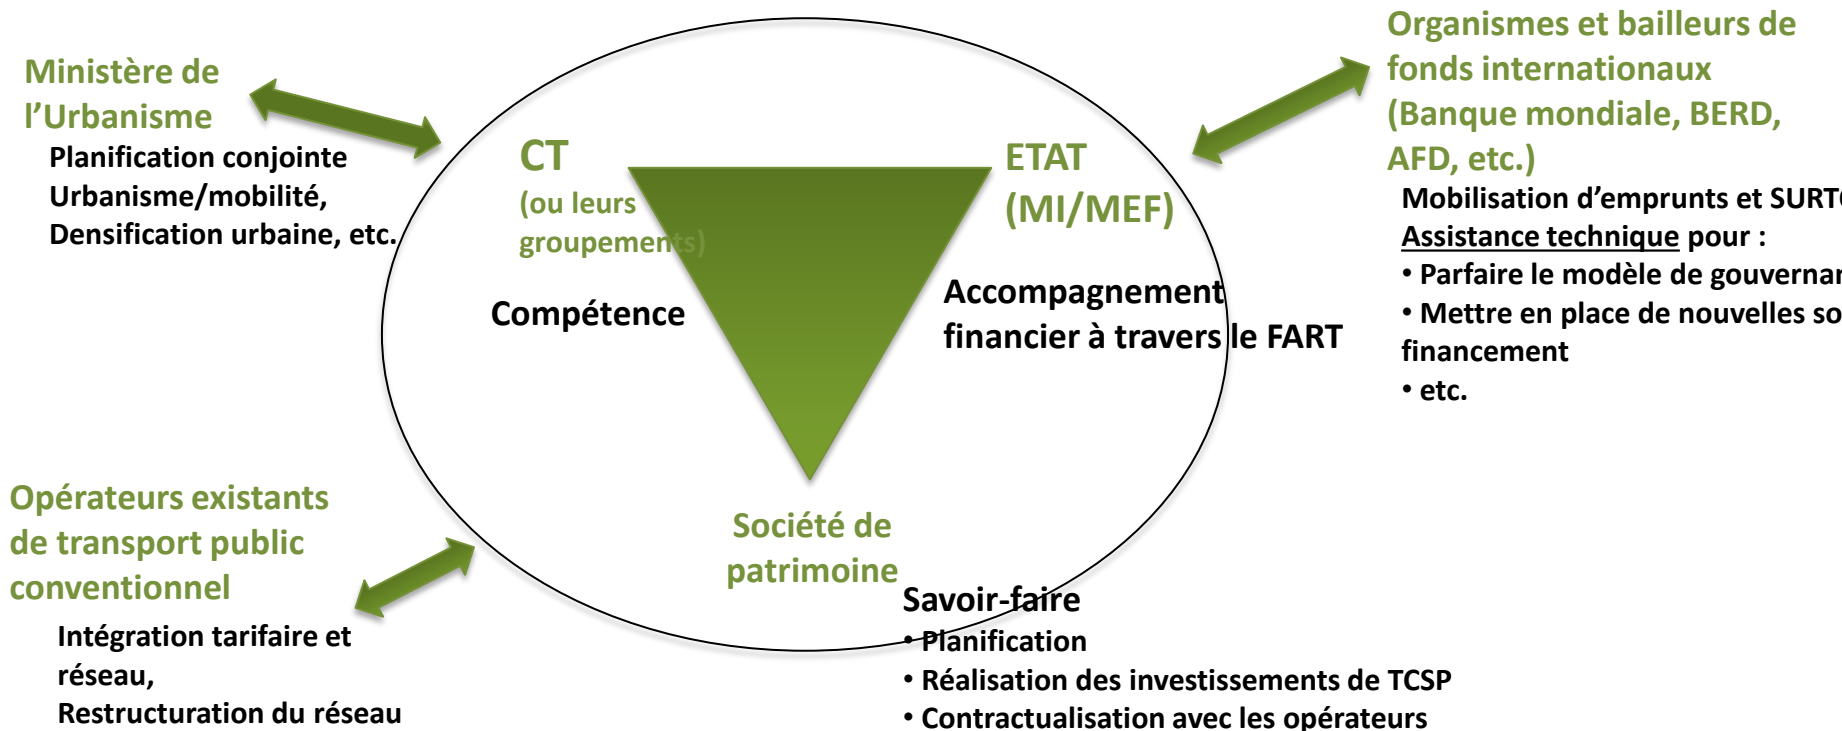 Ministère de
l’Urbanisme
Planification conjointe
Urbanisme/mobilité,
Densification urbaine, etc.
CT
(ou leurs
groupements)
Compétence
ETAT
(MI/MEF)
Accompagnement
financier à travers le FART
Organismes et bailleurs de
fonds internationaux
(Banque mondiale, BERD,
AFD, etc.)
Mobilisation d’emprunts et
Assistance technique pour :
• Parfaire le modèle de
• Mettre en place de nouvelles
financement
• etc.
Opérateurs existants
de transport public
conventionnel
Intégration tarifaire et
réseau,
Restructuration du réseau
Société de
patrimoine
Savoir-faire
• Planification
• Réalisation des investissements de TCSP
• Contractualisation avec les opérateurs